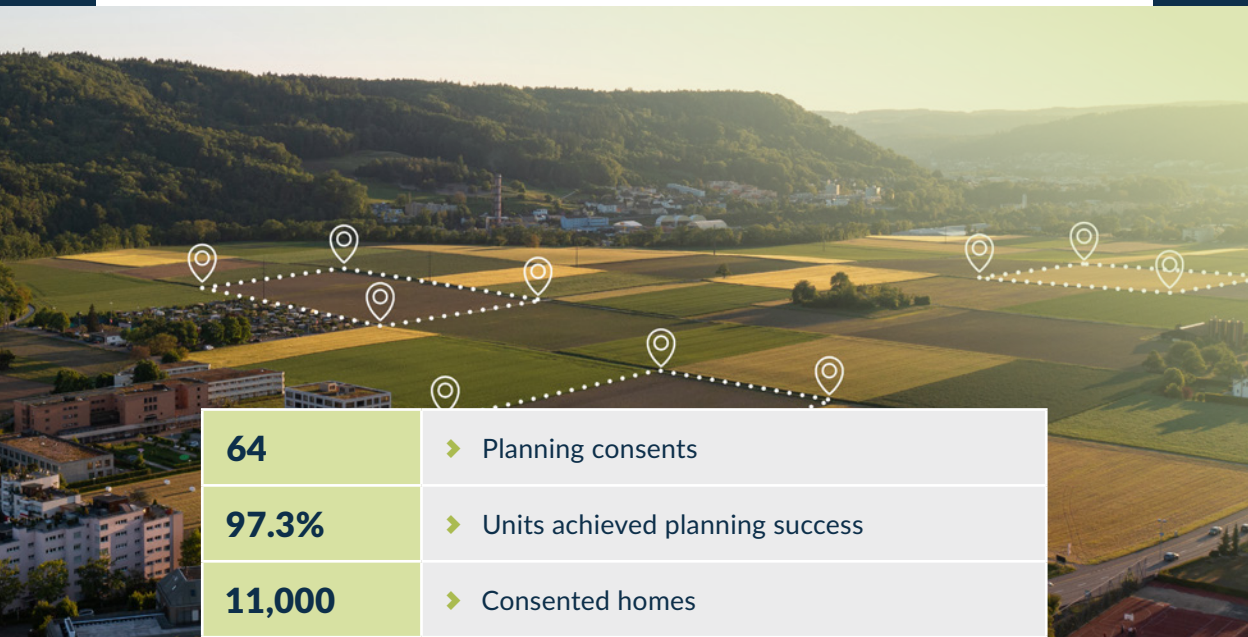 64 Planning consents
97.3% Units achieved planning success
11,000 Consented homes